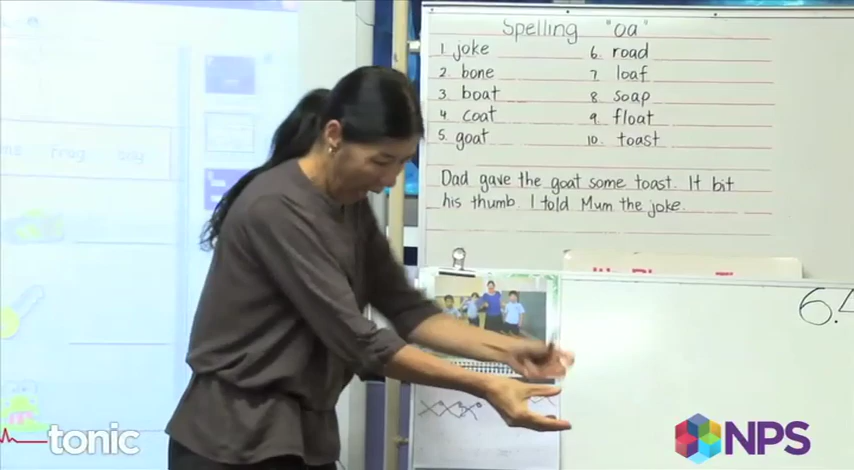 Spelling "oa"
1. joke
2. bone
3. boat
4. coat
5. goat
6. road
7. loaf
8. soap
9. float
10. toast
Dad gave the goat some toast. It bit
his thumb. I told Mum the joke.
frog
6.4
tonic
NPS